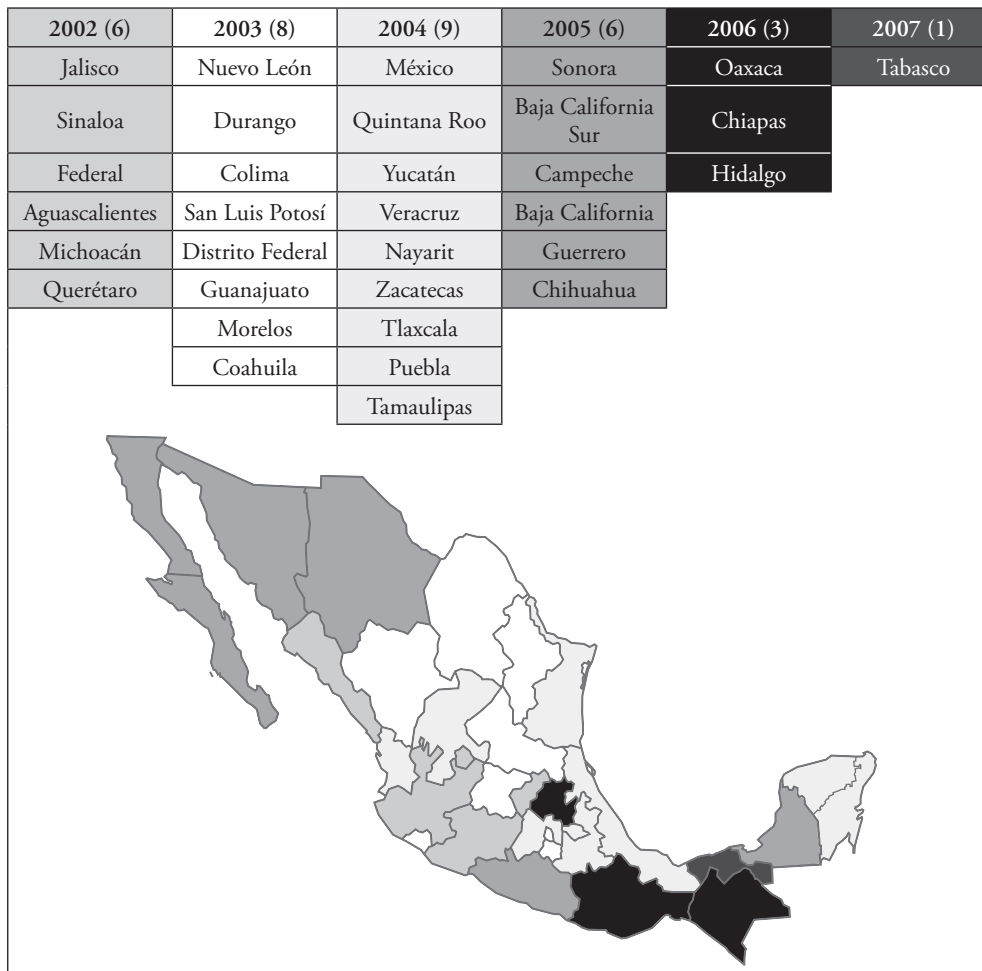 2002 (6) 2003 (8) 2004 (9) 2005 (6) 2006 (3) 2007 (1)
Jalisco Nuevo León México Sonora Oaxaca Tabasco
Sinaloa Durango Quintana Roo Baja California Sur Chiapas
Federal Colima Yucatán Campeche Hidalgo
Aguascalientes San Luis Potosí Veracruz Baja California
Michoacán Distrito Federal Nayarit Guerrero
Querétaro Guanajuato Zacatecas Chihuahua
Morelos Tlaxcala
Coahuila Puebla
Tamaulipas